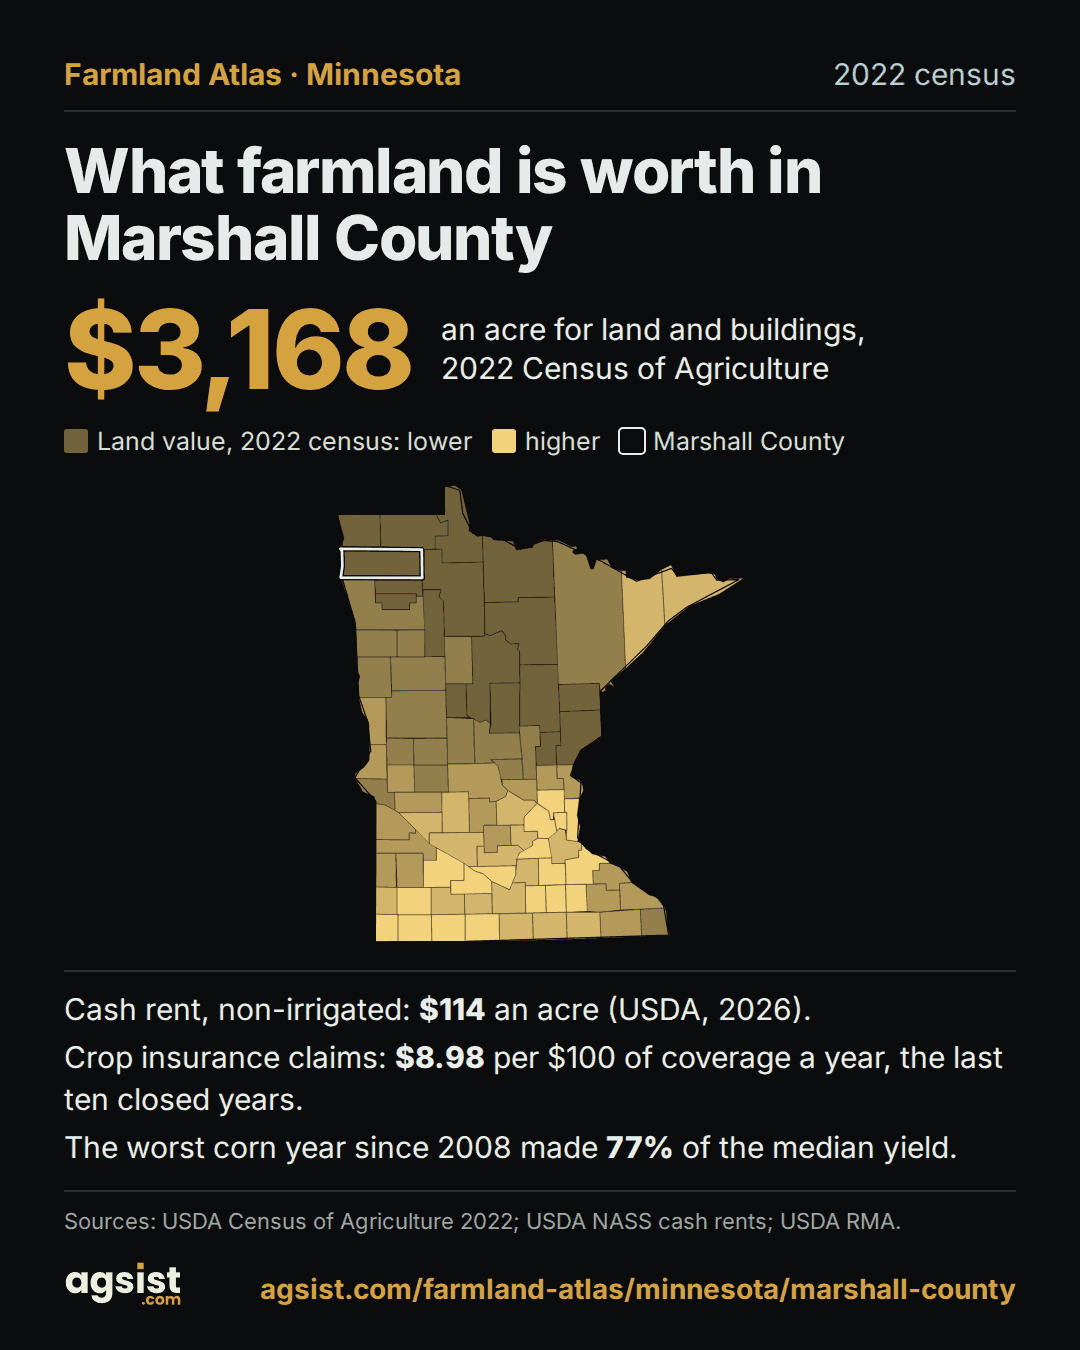 Farmland Atlas · Minnesota
2022 census
What farmland is worth in
Marshall County
$3,168
an acre for land and buildings,
2022 Census of Agriculture
Land value, 2022 census: lower
higher
Marshall County
Cash rent, non-irrigated: $114 an acre (USDA, 2026).
Crop insurance claims: $8.98 per $100 of coverage a year, the last
ten closed years.
The worst corn year since 2008 made 77% of the median yield.
Sources: USDA Census of Agriculture 2022; USDA NASS cash rents; USDA RMA.
agsist
.com
agsist.com/farmland-atlas/minnesota/marshall-county